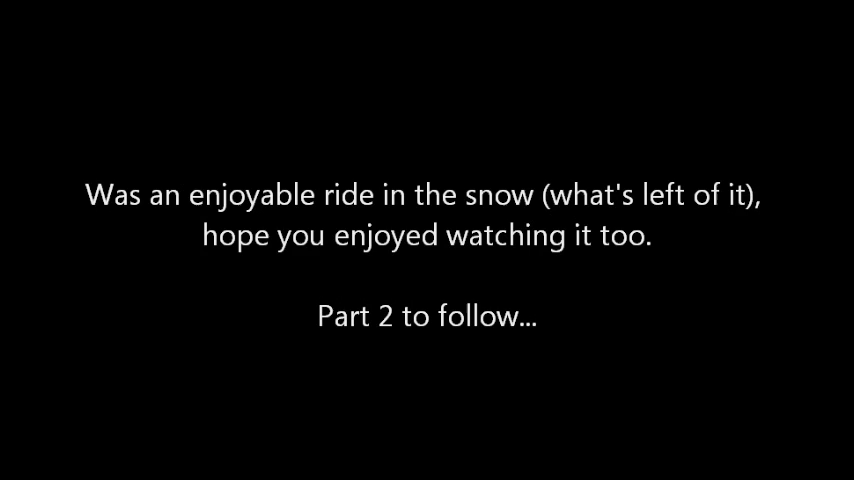 Was an enjoyable ride in the snow (what's left of it),
hope you enjoyed watching it too.
Part 2 to follow...